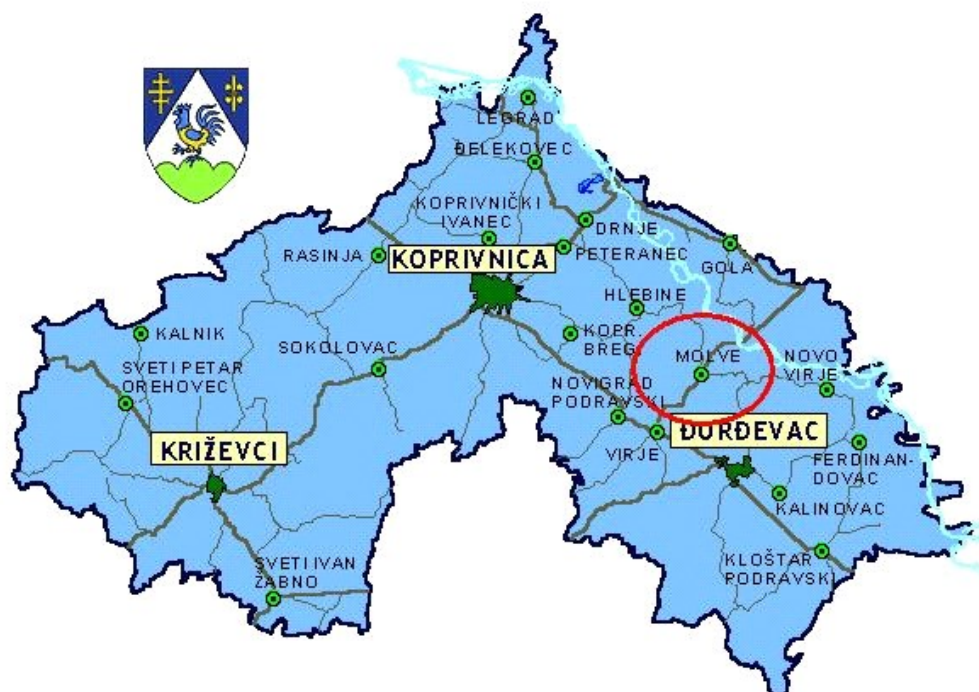 LEGRAD
ĐELEKOVEC
KOPRIVNIČKI
IVANEC
DRNJE
RASINJA
PETERANEC
KOPRIVNICA
GOLA
HLEBINE
KALNIK
KOPR.
BREG
SOKOLOVAC
MOLVE
NOVO
VIRJE
SVETI PETAR
OREHOVEC
NOVIGRAD
PODRAVSKI
ĐURĐEVAC
KRIŽEVCI
VIRJE
FERDINAN-
DOVAC
KALINOVAC
SVETI IVAN
ŽABNO
KLOŠTAR
PODRAVSKI